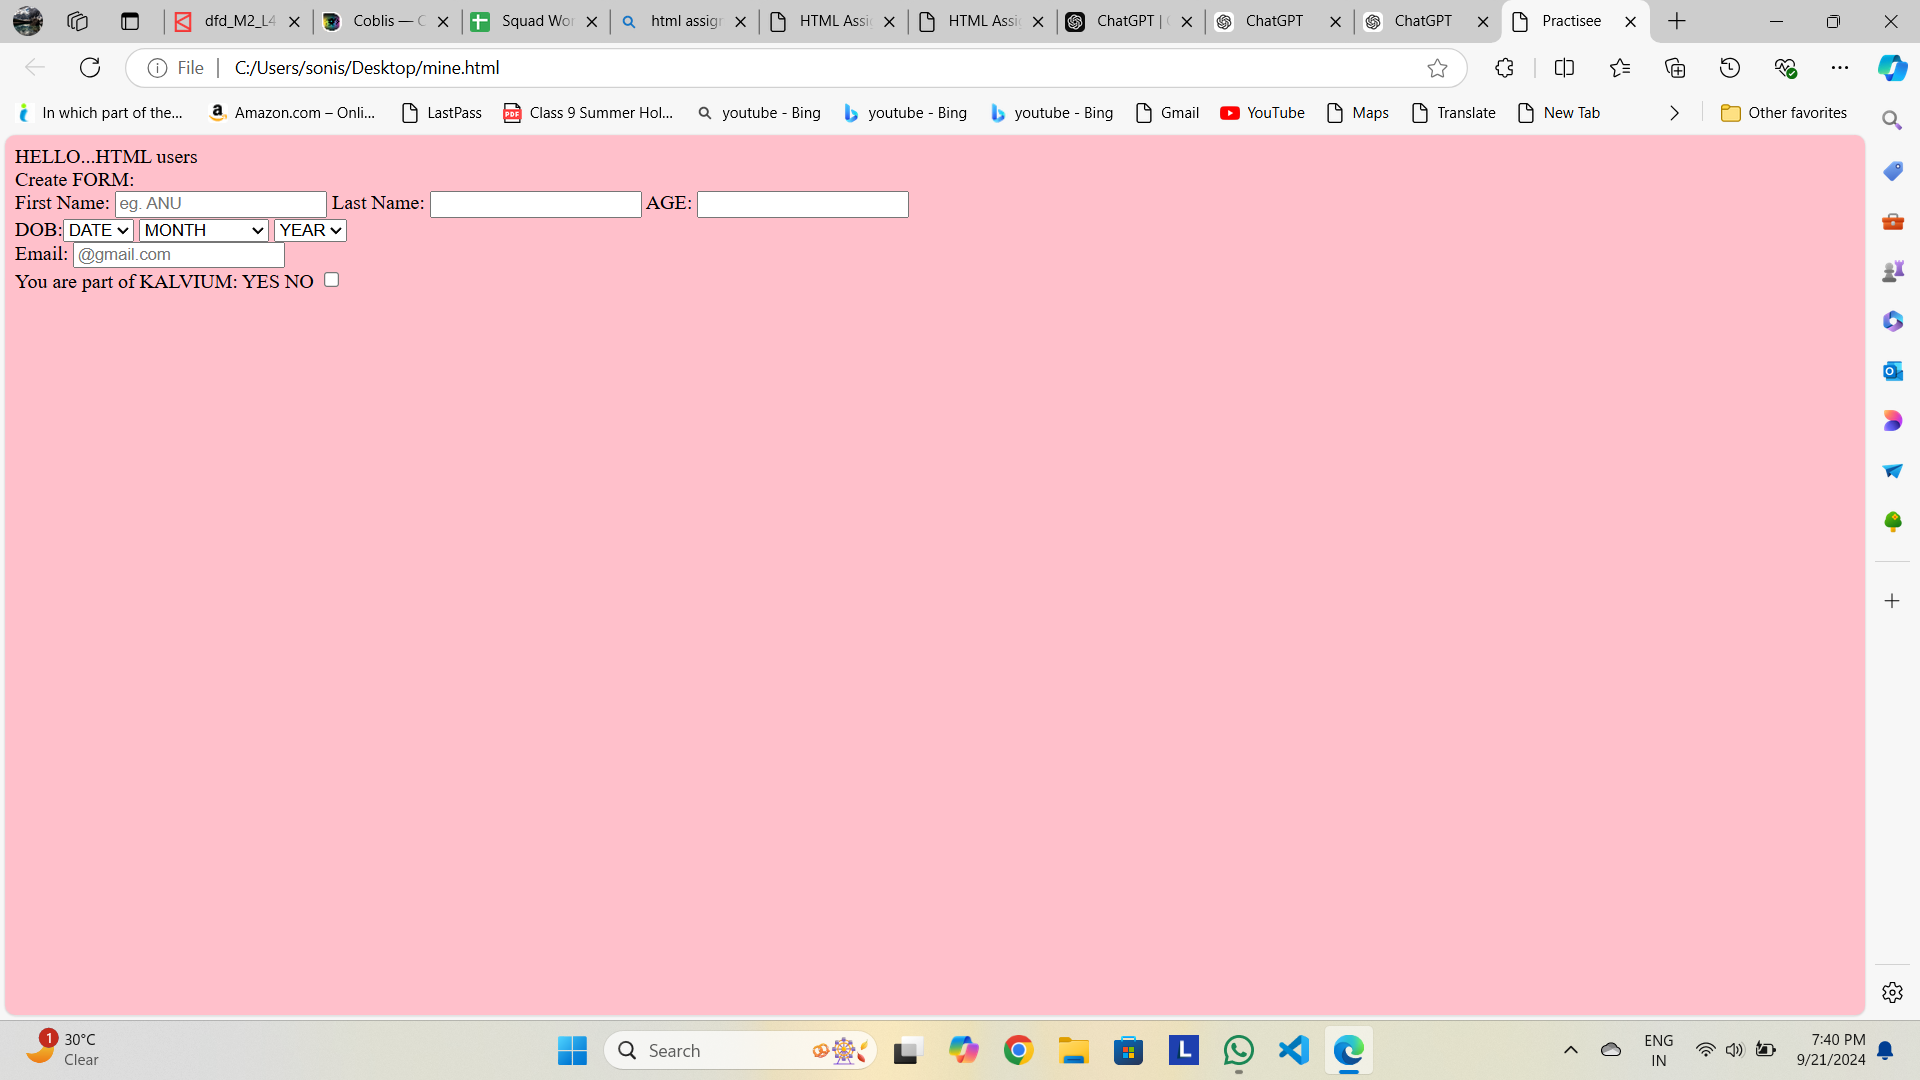 dfd_M2_L4
Coblis — C
Squad Wor
html assign
HTML Assi
HTML Assi
ChatGPT | 
ChatGPT
ChatGPT
Practisee
File
C:/Users/sonis/Desktop/mine.html
In which part of the...
Amazon.com – Onli...
LastPass
Class 9 Summer Hol...
youtube - Bing
youtube - Bing
youtube - Bing
Gmail
YouTube
Maps
Translate
New Tab
Other favorites
HELLO...HTML users
Create FORM:
First Name: eg. ANU Last Name: AGE:
DOB: DATE MONTH YEAR
Email: @gmail.com
You are part of KALVIUM: YES NO
1
30°C
Clear
Search
L
ENG
IN
7:40 PM
9/21/2024